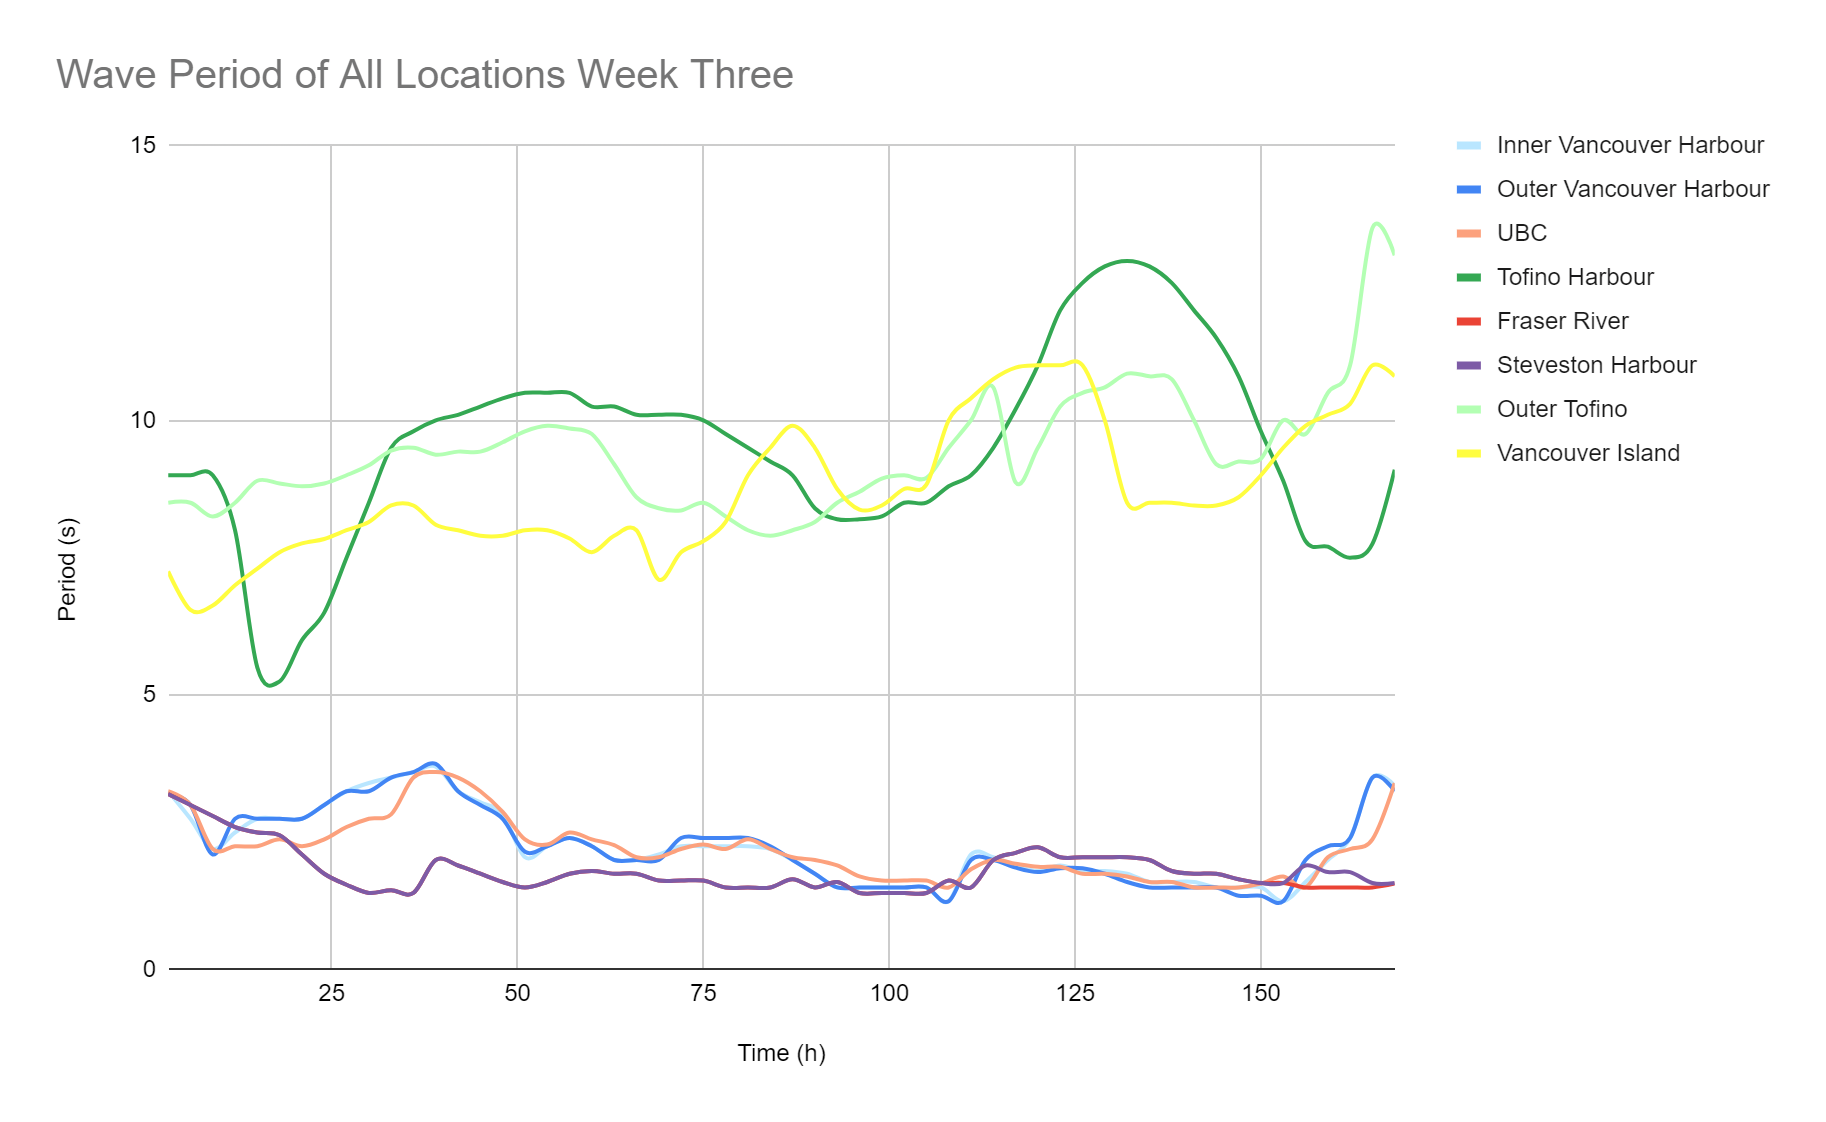 Wave Period of All Locations Week Three
15
10
5
0
Period (s)
25 50 75 100 125 150
Time (h)
Inner Vancouver Harbour
Outer Vancouver Harbour
UBC
Tofino Harbour
Fraser River
Steveston Harbour
Outer Tofino
Vancouver Island